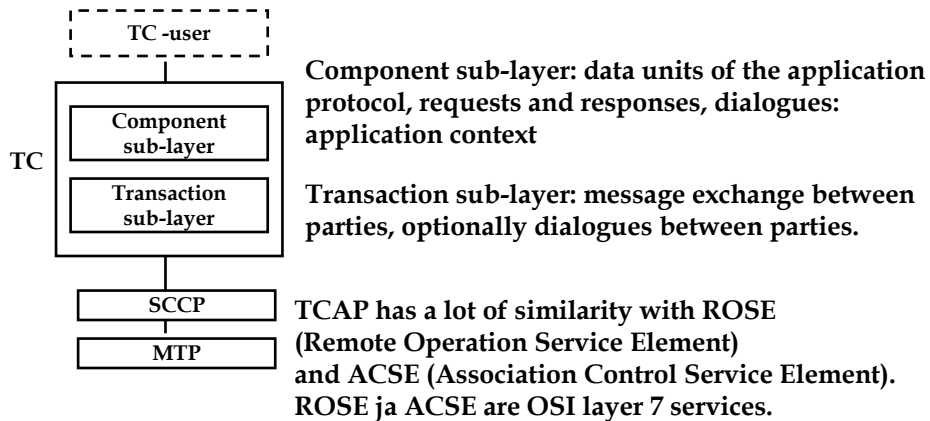 TC -user
Component sub-layer: data units of the application
protocol, requests and responses, dialogues:
application context
TC
Component
sub-layer
Transaction
sub-layer
Transaction sub-layer: message exchange between
parties, optionally dialogues between parties.
SCCP
MTP
TCAP has a lot of similarity with ROSE
(Remote Operation Service Element)
and ACSE (Association Control Service Element).
ROSE ja ACSE are OSI layer 7 services.